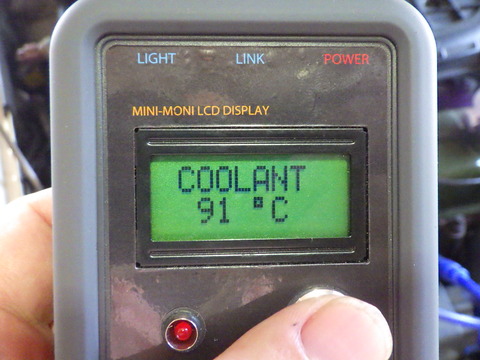 LIGHT LINK POWER
MINI-MONI LCD DISPLAY
COOLANT
91 °C